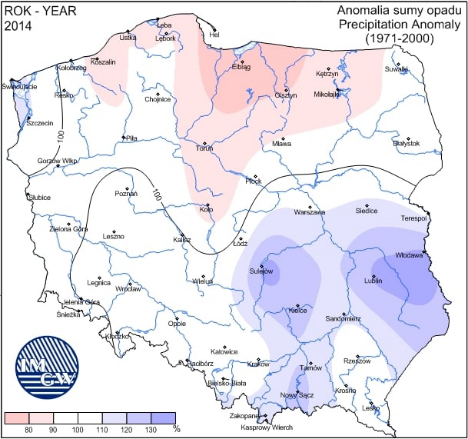 ROK - YEAR
2014
Anomalia sumy opadu
Precipitation Anomaly
(1971-2000)
Łeba
Hel
Ustka
Lębork
Kołobrzeg
Koszalin
Elbląg
Kętrzyn
Suwałki
Świnoujście
Resko
Chojnice
Olsztyn
Mikołajki
Szczecin
100
Piła
Toruń
Mława
Białystok
Gorzów Wlkp
Płock
Słubice
Poznań
100
Koło
Warszawa
Siedlce
Terespol
Zielona Góra
Leszno
Kalisz
Łódź
Włodawa
Sulejów
Legnica
Wrocław
Wieluń
Lublin
Jelenia Góra
Śnieżka
Kielce
Opole
Sandomierz
Kłodzko
Katowice
Racibórz
Kraków
Tarnów
Rzeszów
Bielsko-Biała
Nowy Sącz
Krosno
Lesko
Zakopane
Kasprowy Wierch
IMGW
80 90 100 110 120 130 %